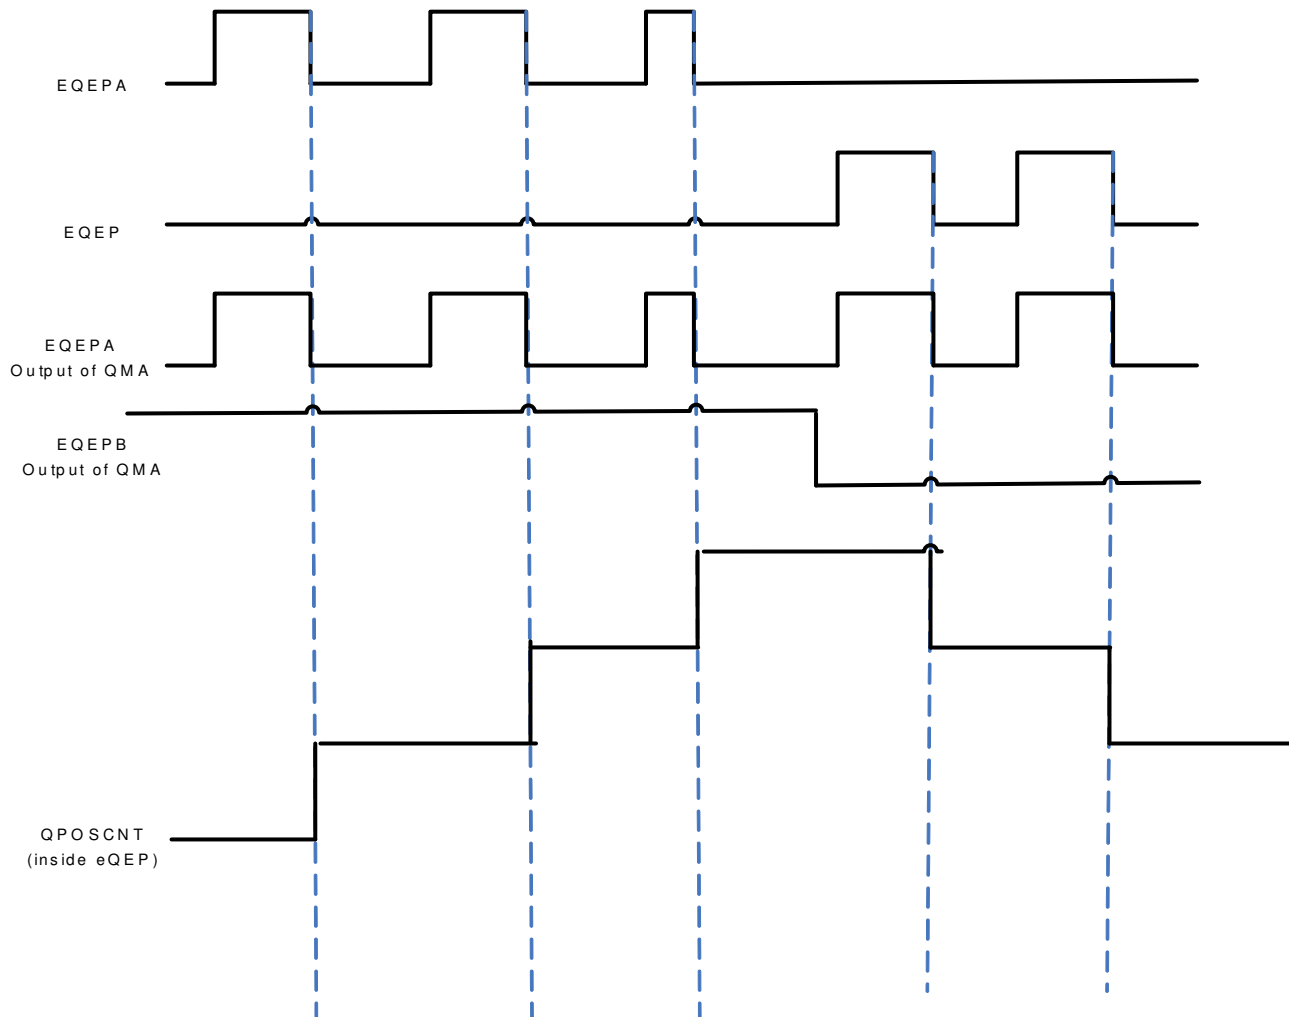 EQEPA
EQEP
EQEPA
Output of QMA
EQEPB
Output of QMA
QPOSCNT
(inside eQEP)